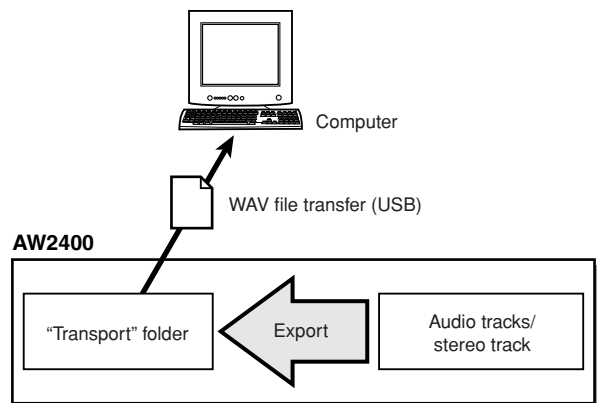 Computer
WAV file transfer (USB)
AW2400
“Transport” folder
Export
Audio tracks/
stereo track